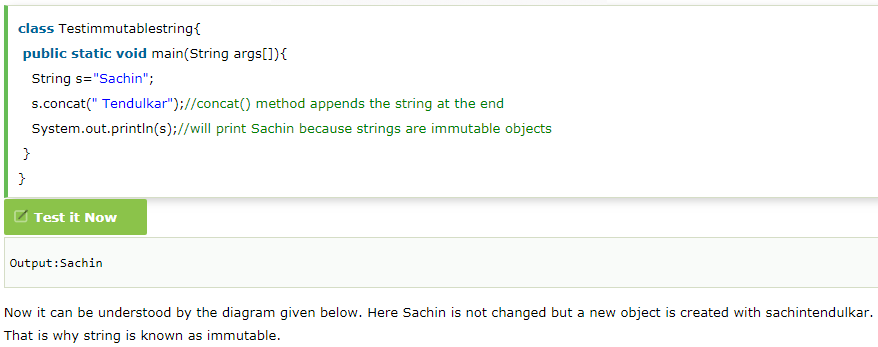 class Testimmutablestring{
public static void main(String args[]){
String s="Sachin";
s.concat(" Tendulkar");//concat() method appends the string at the end
System.out.println(s);//will print Sachin because strings are immutable objects
}
}
Test it Now
Output:Sachin
Now it can be understood by the diagram given below. Here Sachin is not changed but a new object is created with sachintendulkar.
That is why string is known as immutable.